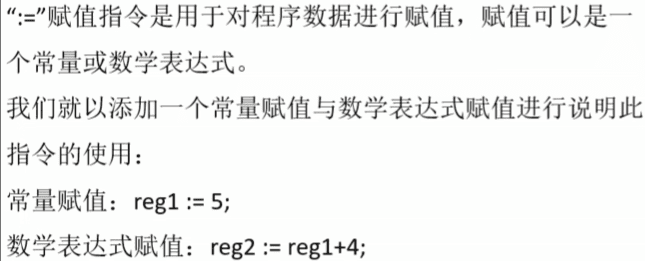 “:=”赋值指令是用于对程序数据进行赋值，赋值可以是一
个常量或数学表达式。
我们就以添加一个常量赋值与数学表达式赋值进行说明此
指令的使用：
常量赋值：reg1 := 5;
数学表达式赋值：reg2 := reg1+4;